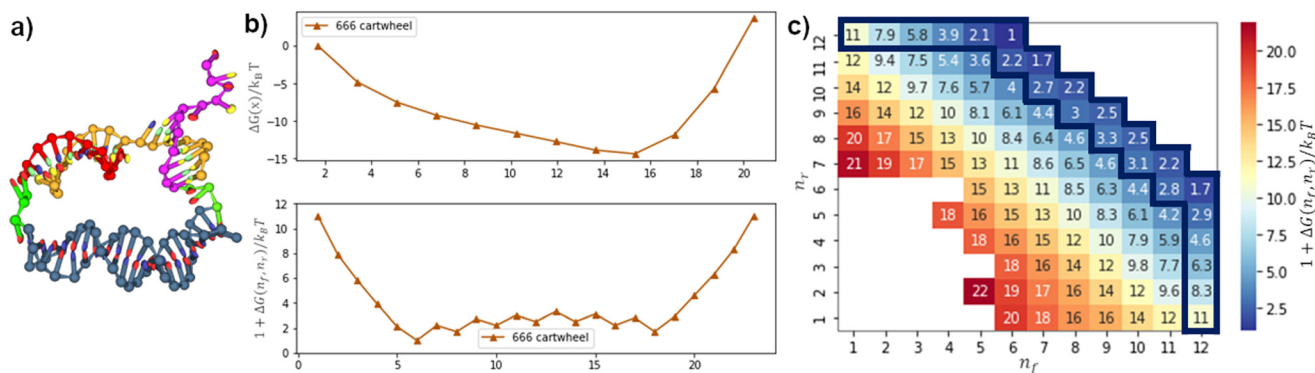 a)
b)
666 cartwheel
ΔG(x)/k_BT
0
−5
−10
−15
2 4 6 8 10 12 14 16 18 20
1 + ΔG(n_f, n_r)/k_BT
12
10
8
6
4
2
0
666 cartwheel
0 5 10 15 20
c)
n_r
12 11 7.9 5.8 3.9 2.1 1
11 12 9.4 7.5 5.4 3.6 2.2 1.7
10 14 12 9.7 7.6 5.7 4 2.7 2.2
9 16 14 12 10 8.1 6.1 4.4 3 2.5
8 20 17 15 13 10 8.4 6.4 4.6 3.3 2.5
7 21 19 17 15 13 11 8.6 6.5 4.6 3.1 2.2
6 15 13 11 8.5 6.3 4.4 2.8 1.7
5 18 16 15 13 10 8.3 6.1 4.2 2.9
4 18 16 15 12 10 7.9 5.9 4.6
3 18 16 14 12 9.8 7.7 6.3
2 22 19 17 16 14 12 9.6 8.3
1 20 18 16 16 14 12 11
1 2 3 4 5 6 7 8 9 10 11 12
n_f
20.0
17.5
15.0
12.5
10.0
7.5
5.0
2.5
1 + ΔG(n_f, n_r)/k_BT